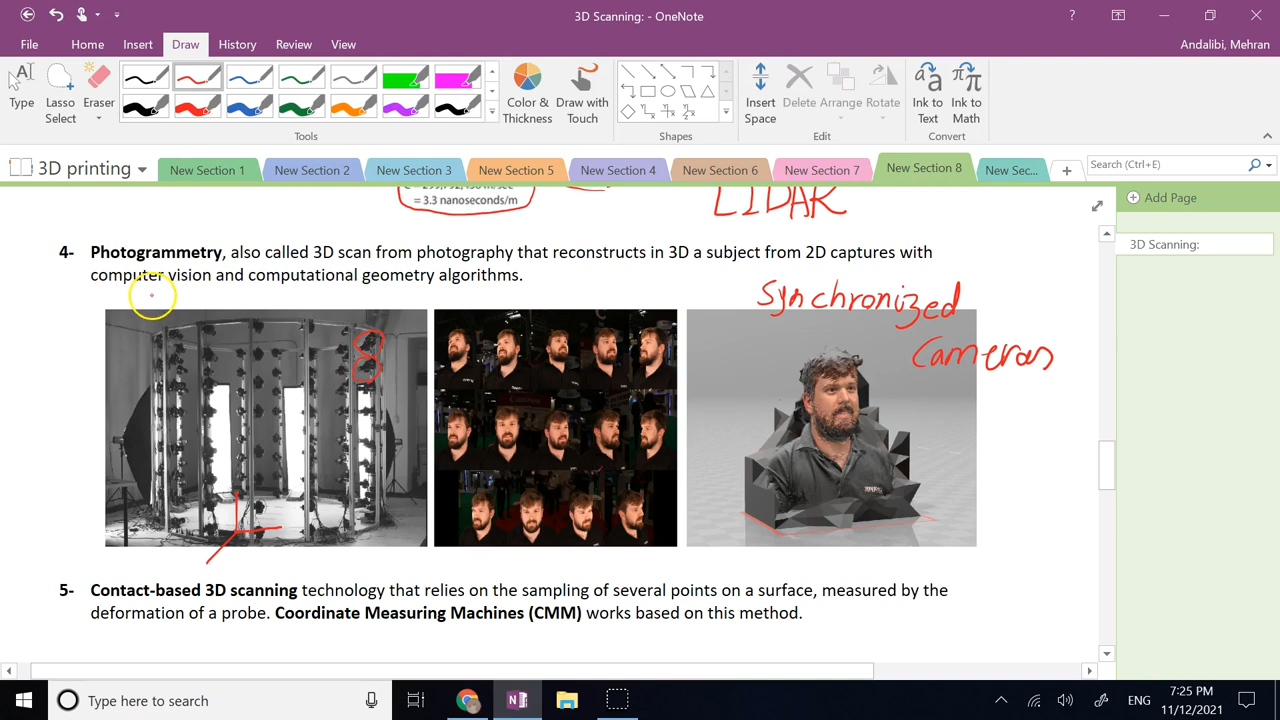 3D Scanning: - OneNote
?
File Home Insert Draw History Review View
Andalibi, Mehran
Type
Lasso Select
Eraser
Color & Thickness
Draw with Touch
Insert Space
Delete
Arrange
Rotate
Ink to Text
Ink to Math
Tools
Shapes
Edit
Convert
3D printing
New Section 1
New Section 2
New Section 3
New Section 4
New Section 5
New Section 6
New Section 7
New Section 8
New Sec...
Search (Ctrl+E)
Add Page
3D Scanning:
= 3.3 nanoseconds/m
LIDAR
4- Photogrammetry, also called 3D scan from photography that reconstructs in 3D a subject from 2D captures with
computer vision and computational geometry algorithms.
Synchronized
Cameras
8
5- Contact-based 3D scanning technology that relies on the sampling of several points on a surface, measured by the
deformation of a probe. Coordinate Measuring Machines (CMM) works based on this method.
Type here to search
ENG
7:25 PM
11/12/2021